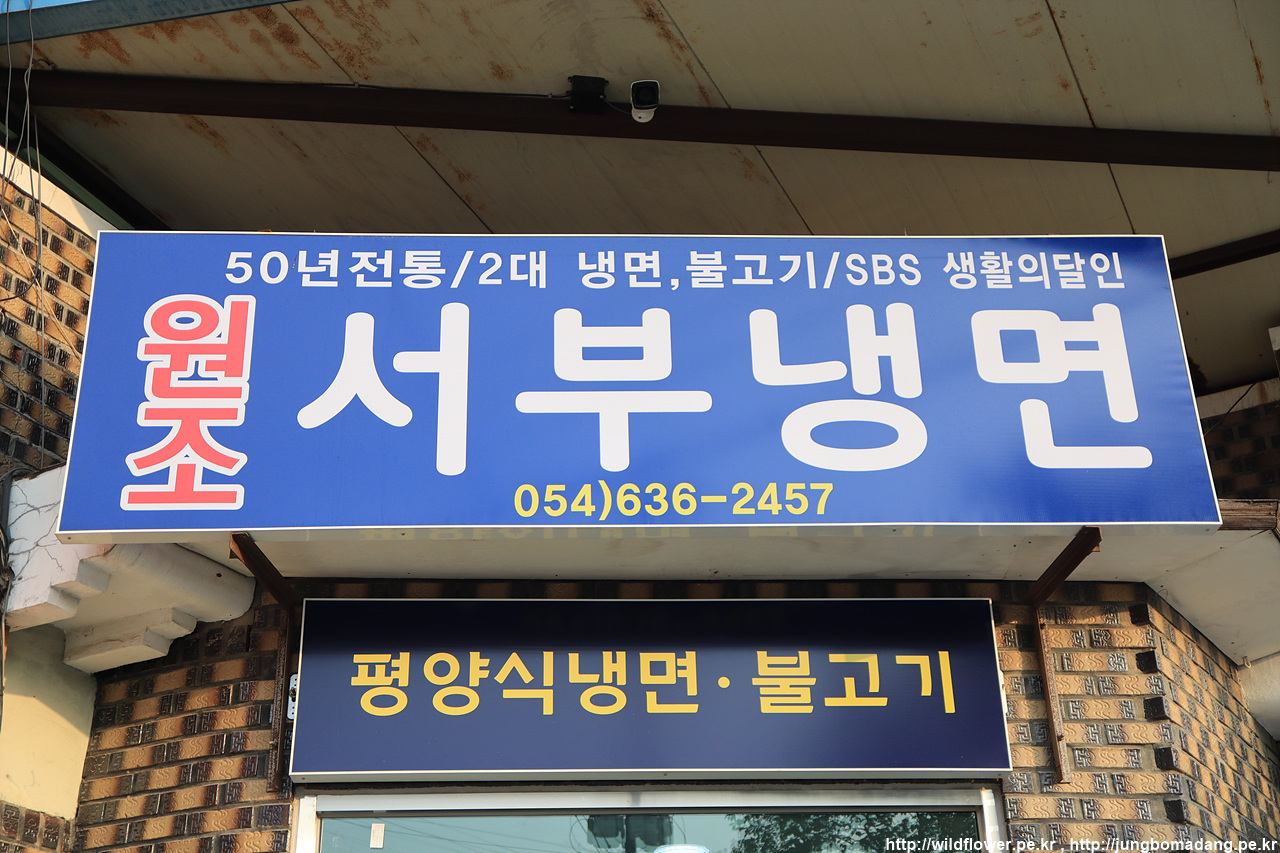 50년전통/2대 냉면,불고기/SBS 생활의달인
원조
서부냉면
054)636-2457
평양식냉면·불고기
http://wildflower.pe.kr , http://jungbomadang.pe.kr